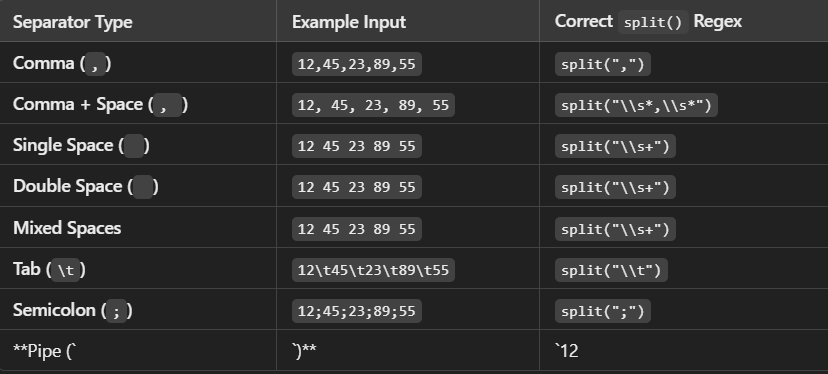 Separator Type Example Input Correct split() Regex
Comma (,) 12,45,23,89,55 split(",")
Comma + Space (, ) 12, 45, 23, 89, 55 split("\\s*,\\s*")
Single Space ( ) 12 45 23 89 55 split("\\s+")
Double Space (  ) 12 45 23 89 55 split("\\s+")
Mixed Spaces 12 45 23 89 55 split("\\s+")
Tab (\t) 12\t45\t23\t89\t55 split("\\t")
Semicolon (;) 12;45;23;89;55 split(";")
**Pipe (` `)** `12